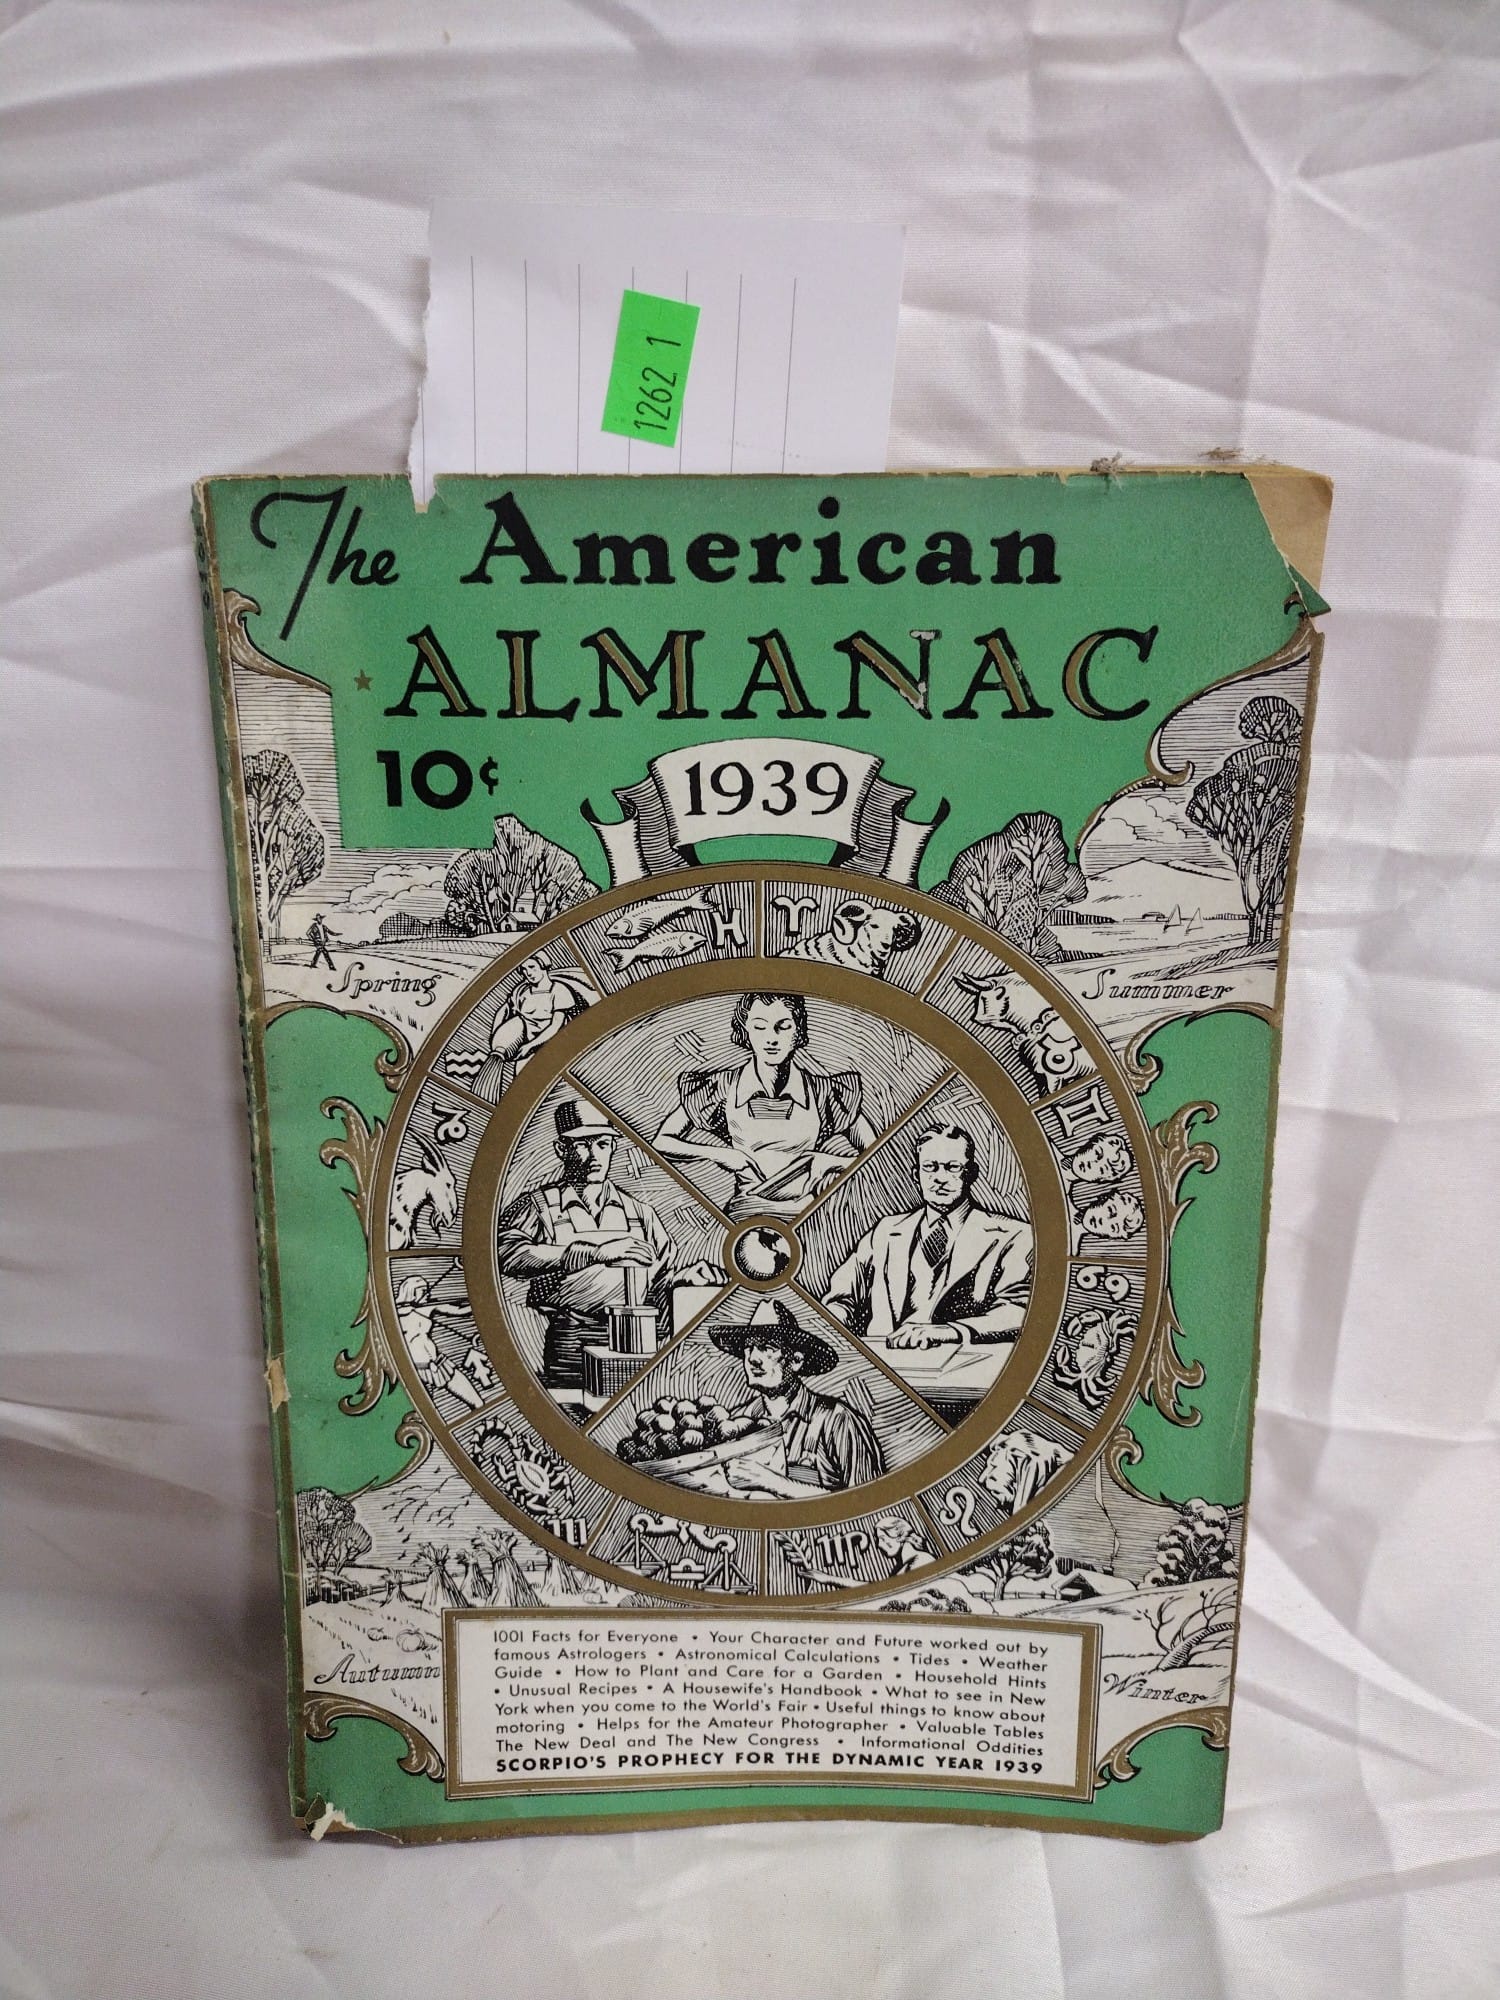 1262 1
The American
ALMANAC
10¢
1939
Spring
Summer
Autumn
Winter
1001 Facts for Everyone • Your Character and Future worked out by
famous Astrologers • Astronomical Calculations • Tides • Weather
Guide • How to Plant and Care for a Garden • Household Hints
• Unusual Recipes • A Housewife's Handbook • What to see in New
York when you come to the World's Fair • Useful things to know about
motoring • Helps for the Amateur Photographer • Valuable Tables
The New Deal and The New Congress • Informational Oddities
SCORPIO'S PROPHECY FOR THE DYNAMIC YEAR 1939